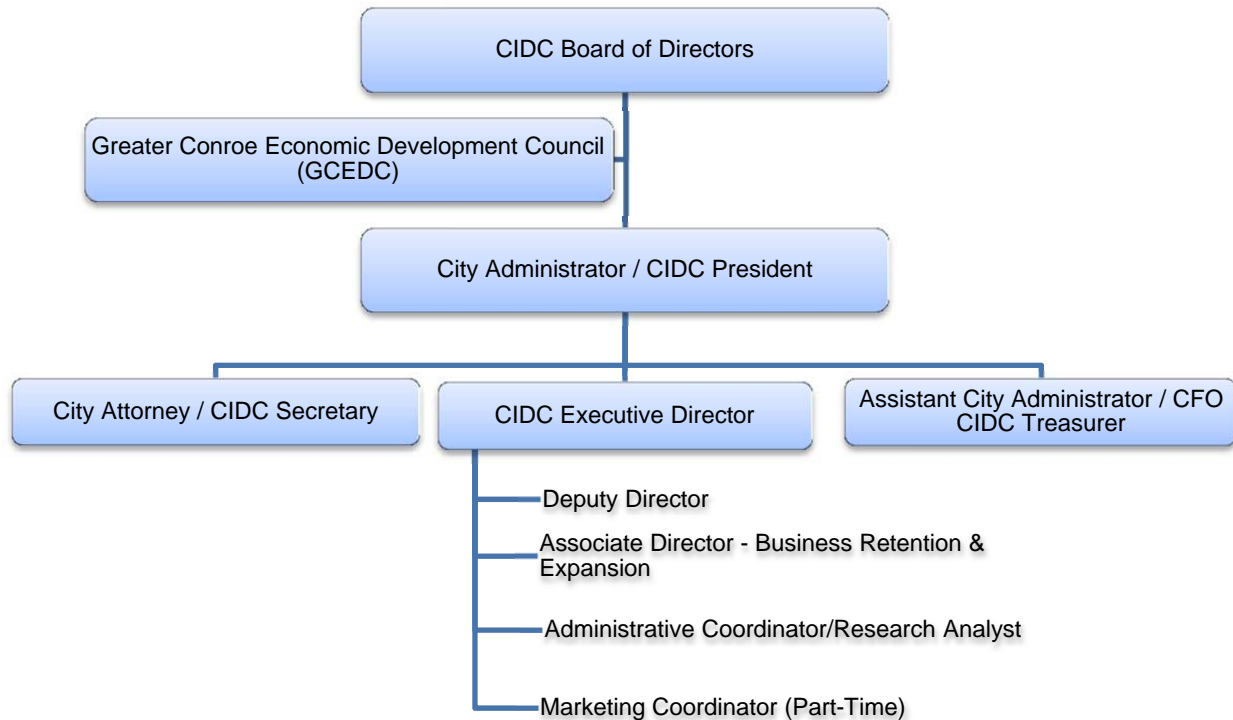 CIDC Board of Directors
Greater Conroe Economic Development Council
(GCEDC)
City Administrator / CIDC President
City Attorney / CIDC Secretary
CIDC Executive Director
Assistant City Administrator / CFO
CIDC Treasurer
Deputy Director
Associate Director - Business Retention &
Expansion
Administrative Coordinator/Research Analyst
Marketing Coordinator (Part-Time)